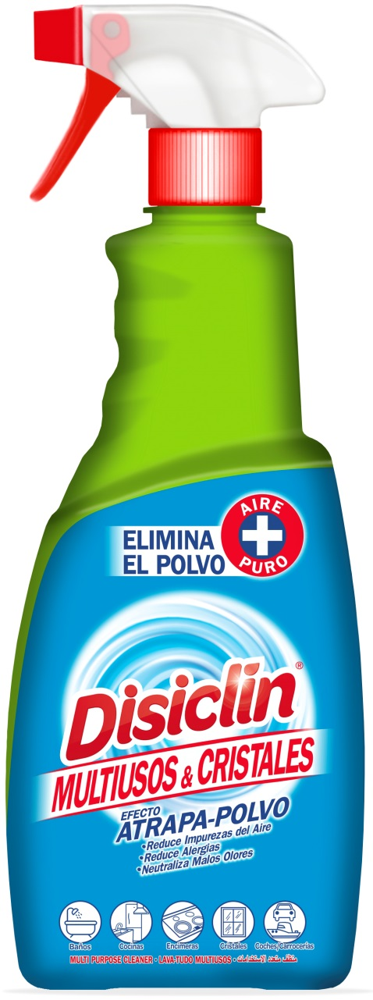 AIRE
PURO
ELIMINA
EL POLVO
Disiclin®
MULTIUSOS & CRISTALES
EFECTO
ATRAPA-POLVO
•Reduce Impurezas del Aire
•Reduce Alergías
•Neutraliza Malos Olores
Baños
Cocinas
Encimeras
Cristales
Coches/Carrocerías
MULTI PURPOSE CLEANER - LAVA-TUDO MULTIUSOS - منظف متعدد الاستخدامات